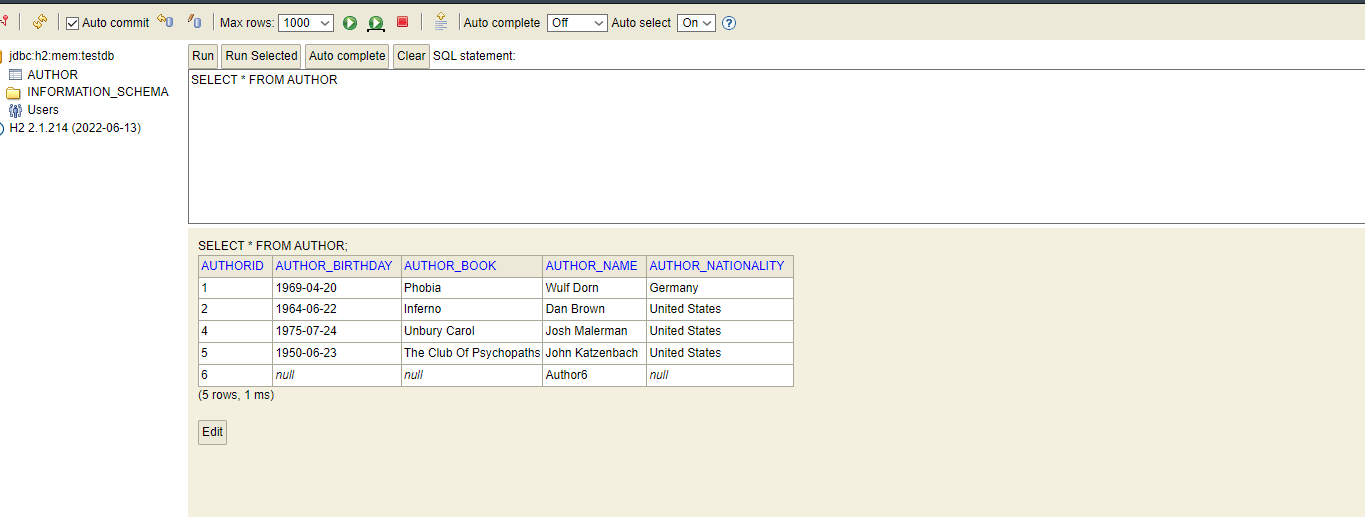 Auto commit Max rows: 1000 Auto complete Off Auto select On ?
jdbc:h2:mem:testdb
AUTHOR
INFORMATION_SCHEMA
Users
H2 2.1.214 (2022-06-13)
Run Run Selected Auto complete Clear SQL statement:
SELECT * FROM AUTHOR
SELECT * FROM AUTHOR;
AUTHORID AUTHOR_BIRTHDAY AUTHOR_BOOK AUTHOR_NAME AUTHOR_NATIONALITY
1 1969-04-20 Phobia Wulf Dorn Germany
2 1964-06-22 Inferno Dan Brown United States
4 1975-07-24 Unbury Carol Josh Malerman United States
5 1950-06-23 The Club Of Psychopaths John Katzenbach United States
6 null null Author6 null
(5 rows, 1 ms)
Edit